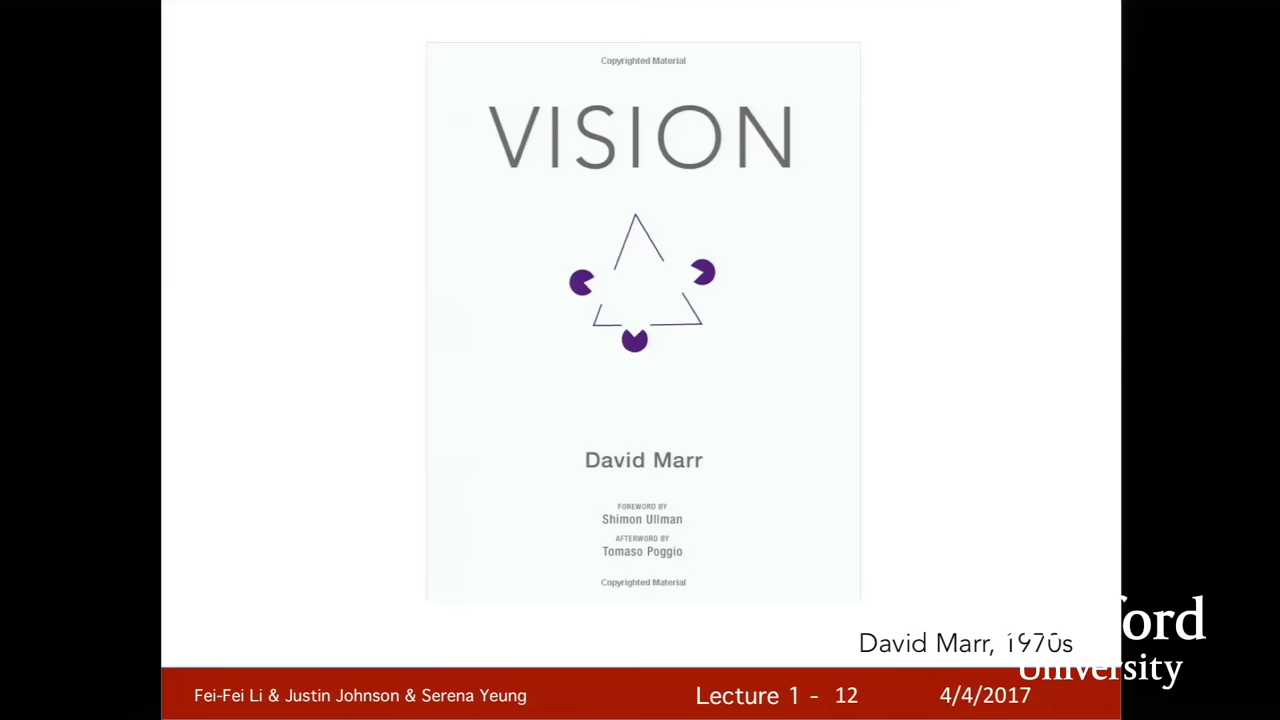 Copyrighted Material
VISION
David Marr
FOREWORD BY
Shimon Ullman
AFTERWORD BY
Tomaso Poggio
Copyrighted Material
David Marr, 1970s
ford
University
Fei-Fei Li & Justin Johnson & Serena Yeung
Lecture 1 - 12
4/4/2017